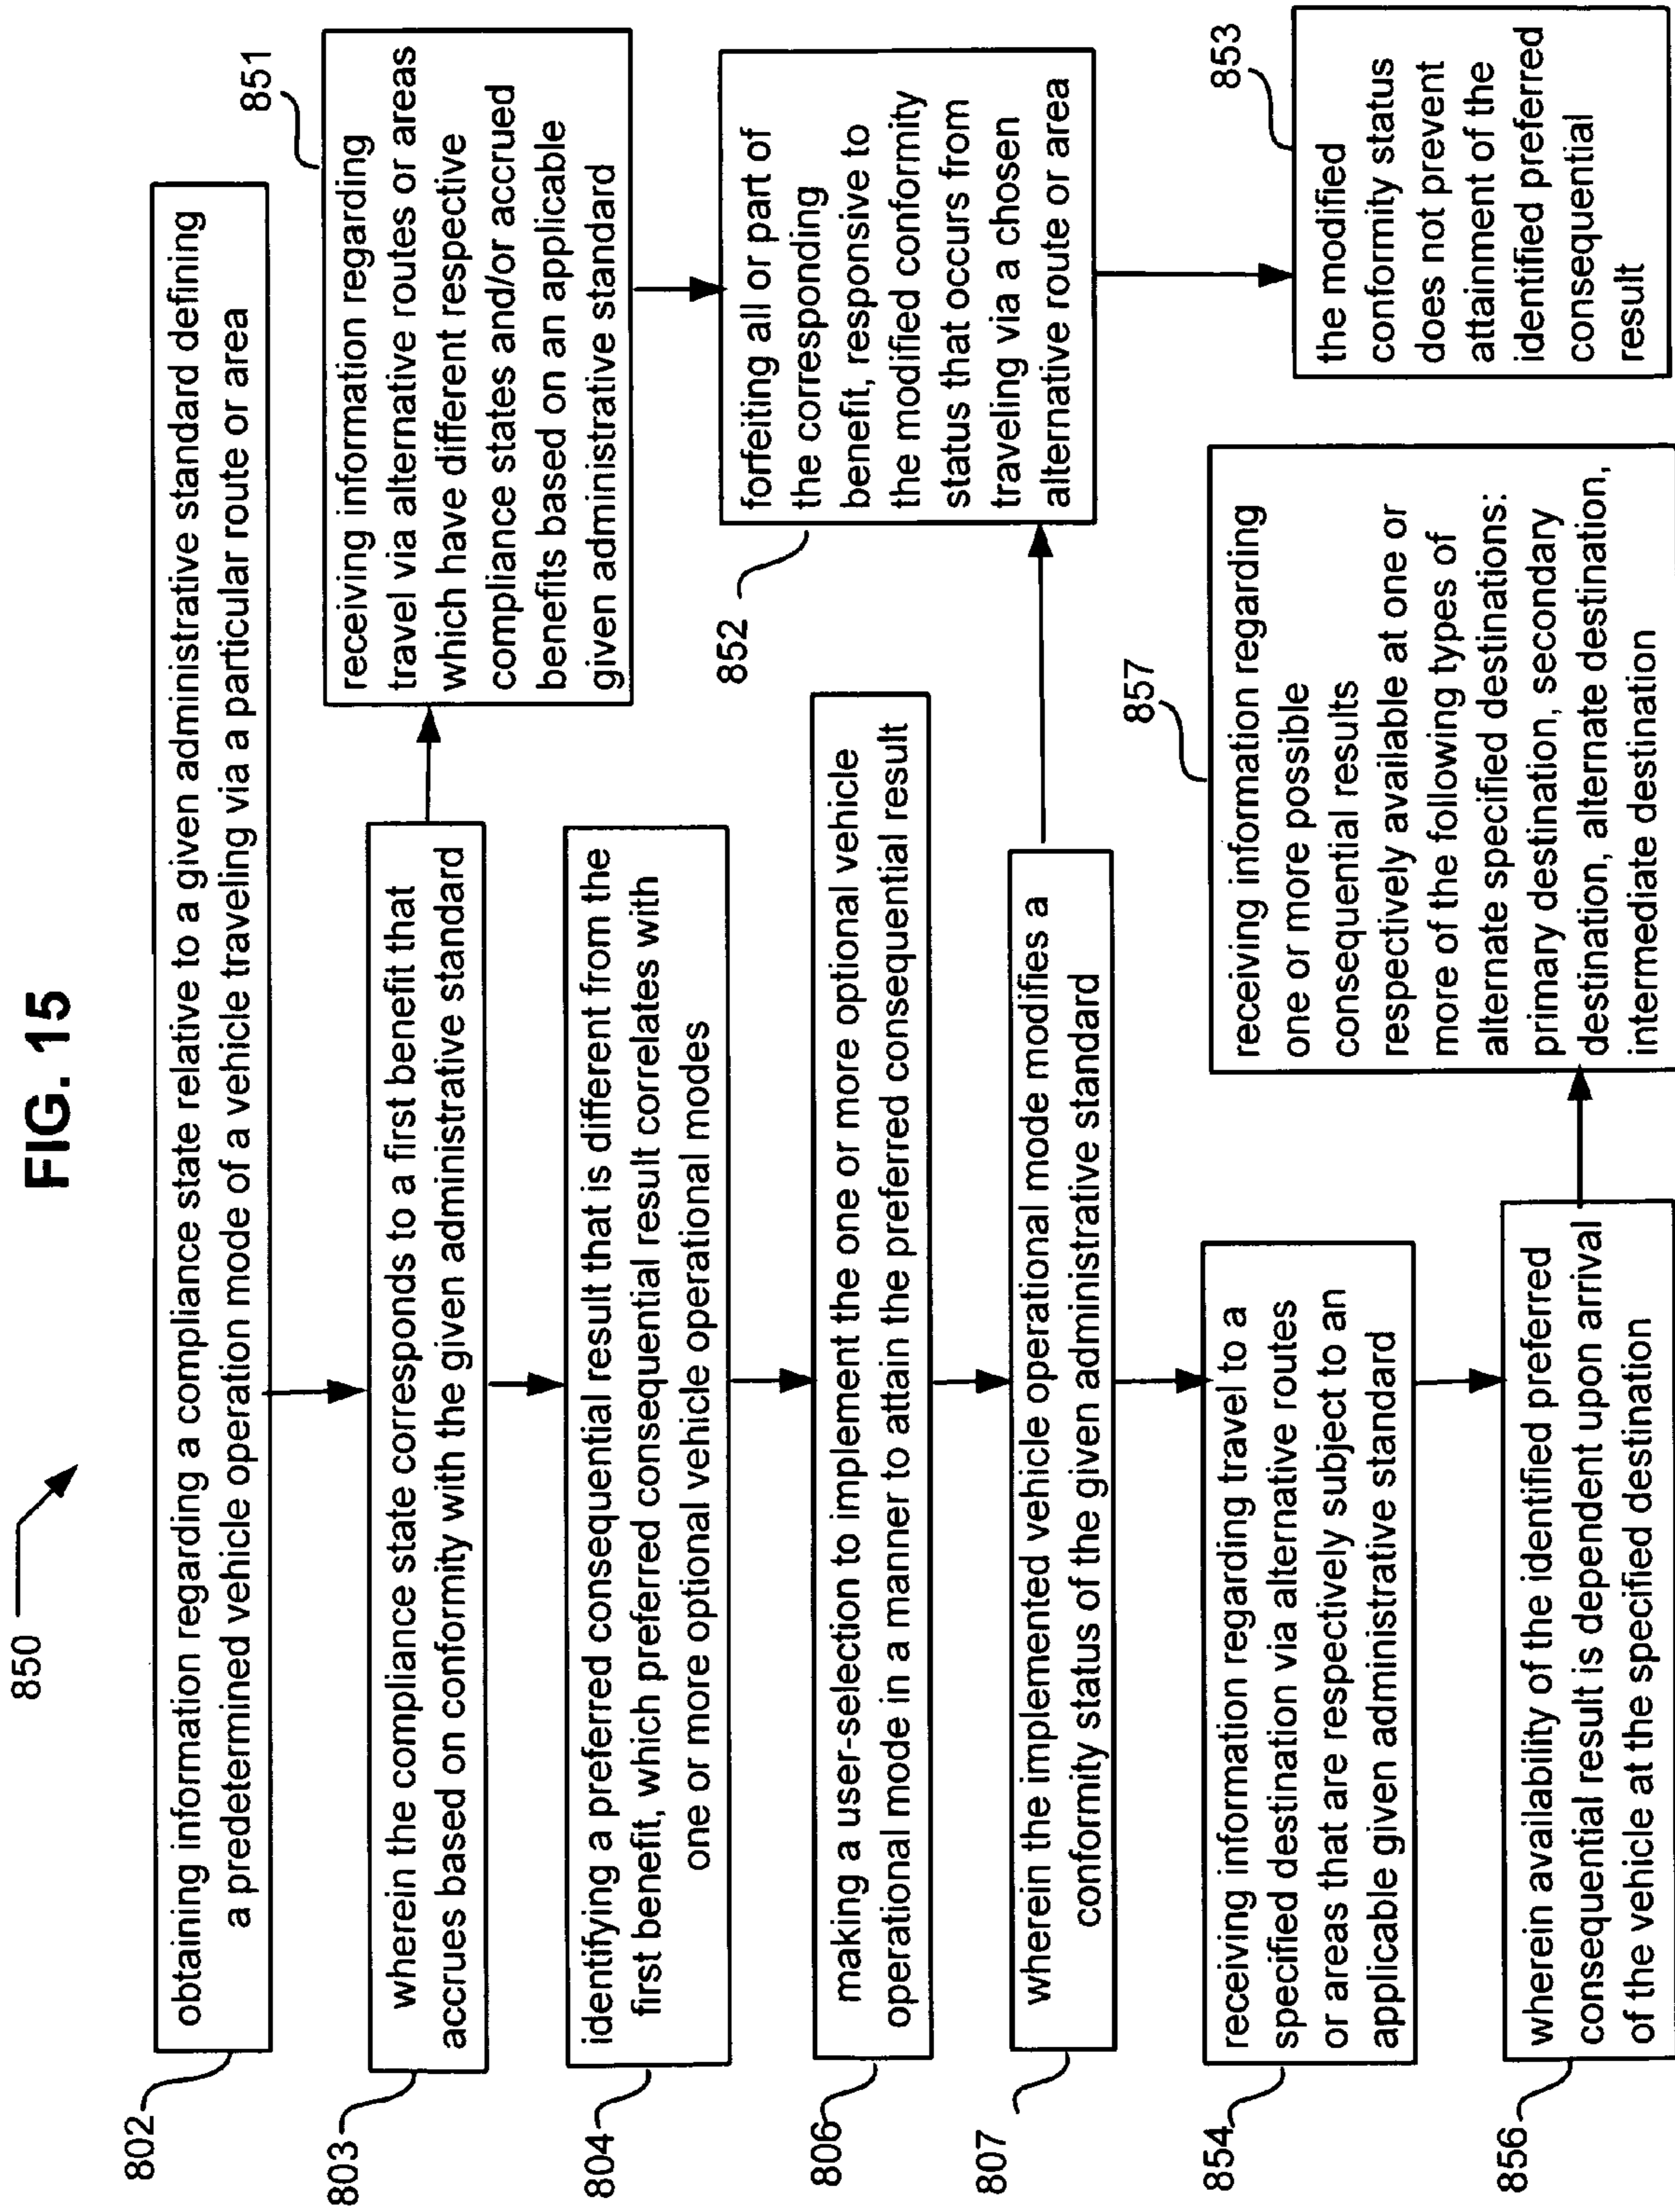 FIG. 15
850
802
obtaining information regarding a compliance state relative to a given administrative standard defining
a predetermined vehicle operation mode of a vehicle traveling via a particular route or area
803
wherein the compliance state corresponds to a first benefit that
accrues based on conformity with the given administrative standard
851
receiving information regarding
travel via alternative routes or areas
which have different respective
compliance states and/or accrued
benefits based on an applicable
given administrative standard
804
identifying a preferred consequential result that is different from the
first benefit, which preferred consequential result correlates with
one or more optional vehicle operational modes
852
forfeiting all or part of
the corresponding
benefit, responsive to
the modified conformity
status that occurs from
traveling via a chosen
alternative route or area
806
making a user-selection to implement the one or more optional vehicle
operational mode in a manner to attain the preferred consequential result
807
wherein the implemented vehicle operational mode modifies a
conformity status of the given administrative standard
853
the modified
conformity status
does not prevent
attainment of the
identified preferred
consequential
result
854
receiving information regarding travel to a
specified destination via alternative routes
or areas that are respectively subject to an
applicable given administrative standard
857
receiving information regarding
one or more possible
consequential results
respectively available at one or
more of the following types of
alternate specified destinations:
primary destination, secondary
destination, alternate destination,
intermediate destination
856
wherein availability of the identified preferred
consequential result is dependent upon arrival
of the vehicle at the specified destination